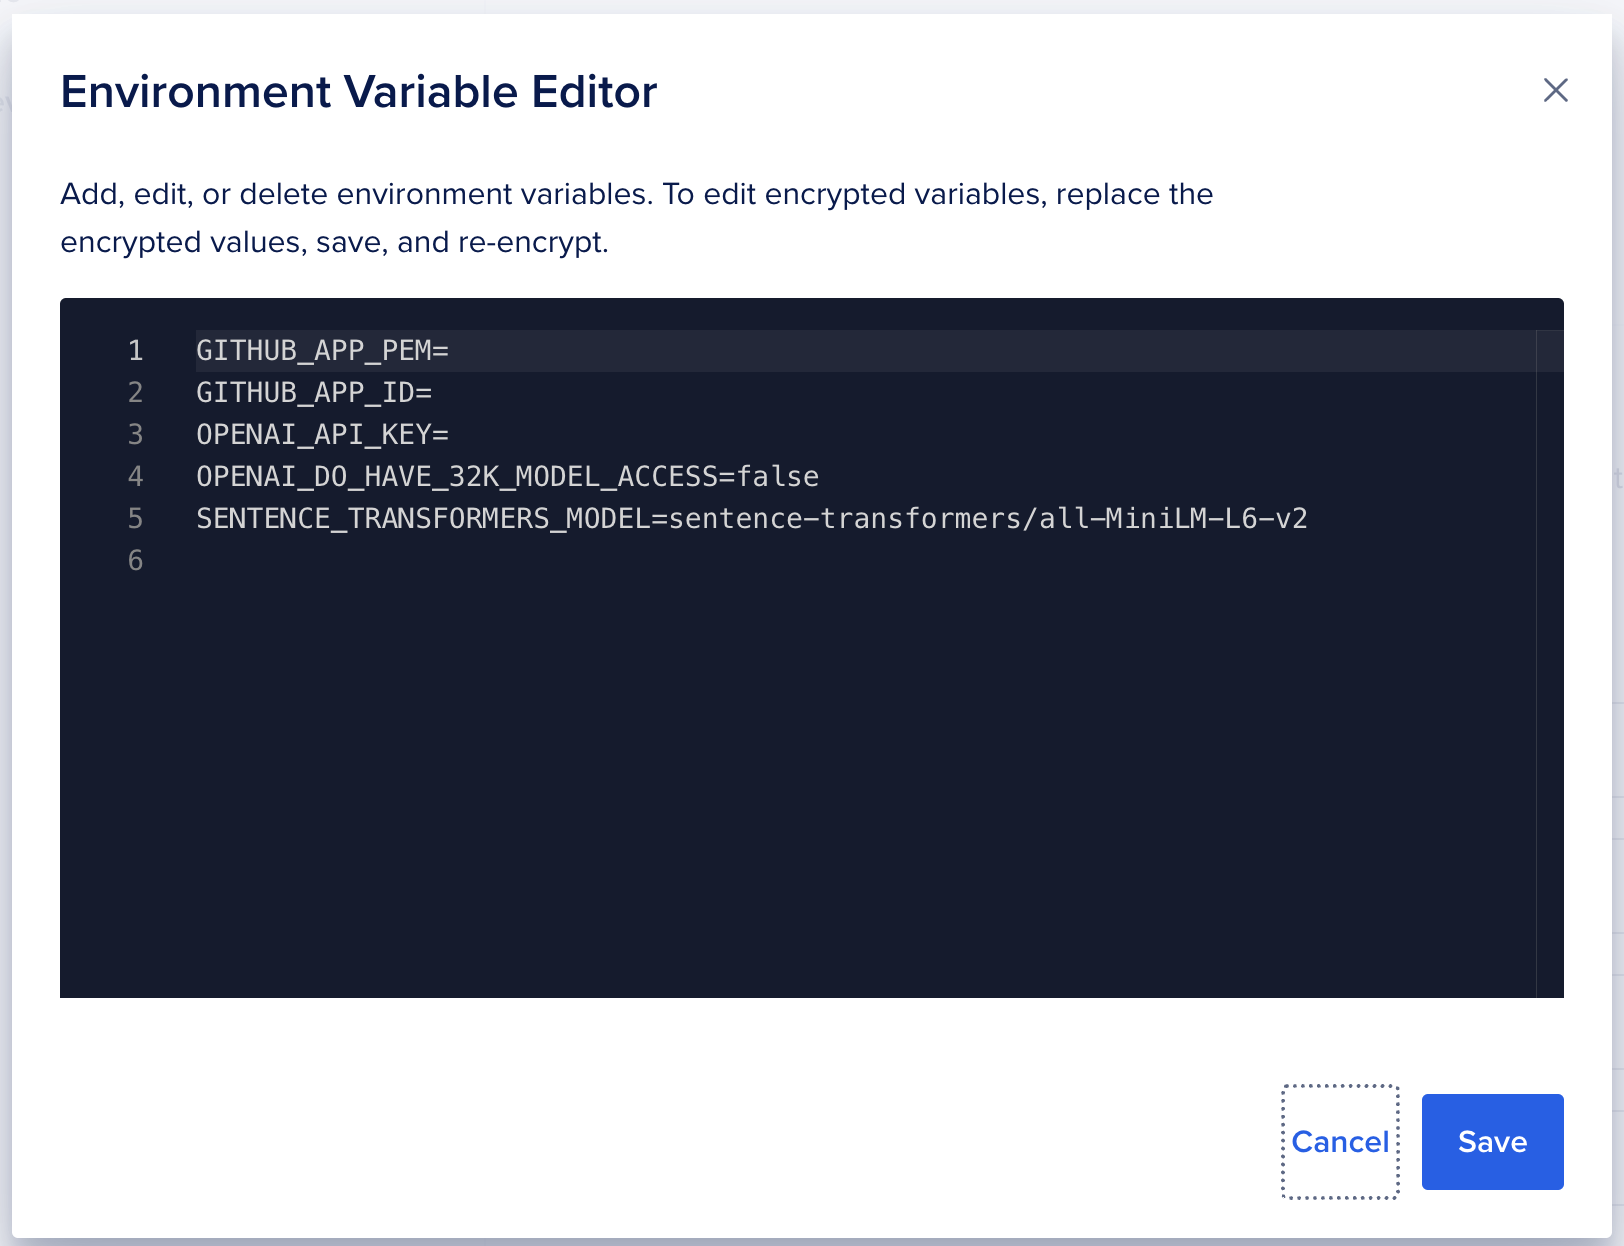 Environment Variable Editor
Add, edit, or delete environment variables. To edit encrypted variables, replace the
encrypted values, save, and re-encrypt.
1 GITHUB_APP_PEM=
2 GITHUB_APP_ID=
3 OPENAI_API_KEY=
4 OPENAI_DO_HAVE_32K_MODEL_ACCESS=false
5 SENTENCE_TRANSFORMERS_MODEL=sentence-transformers/all-MiniLM-L6-v2
6
Cancel Save